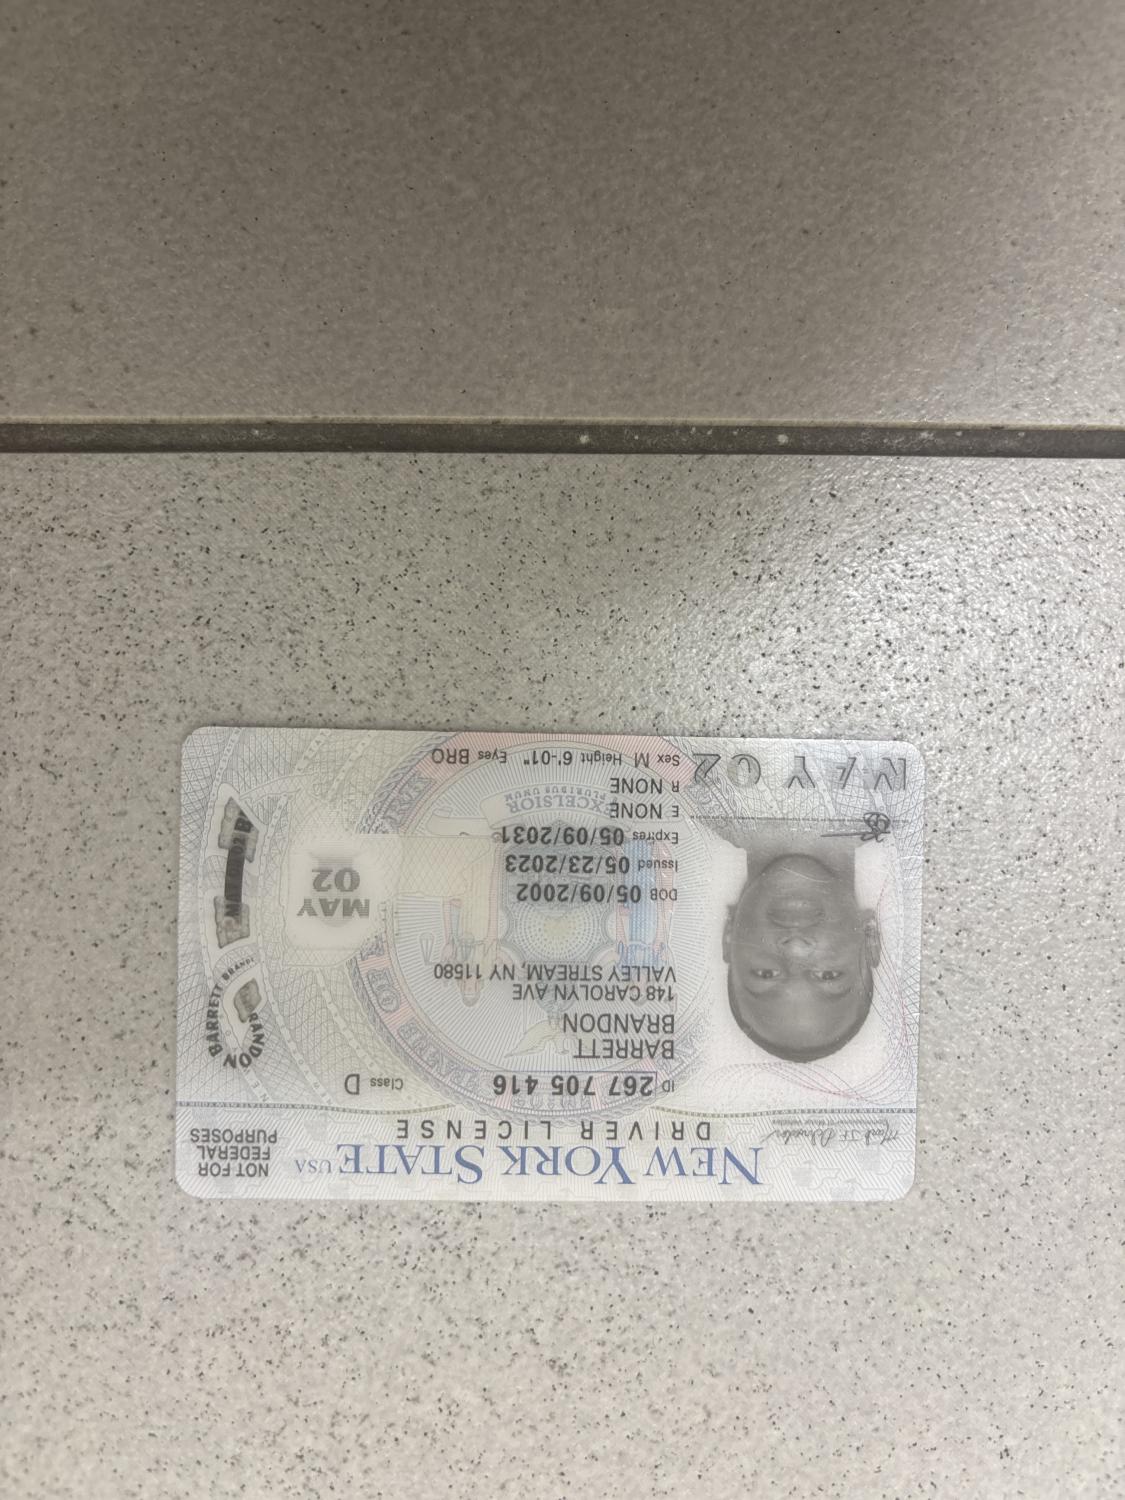 NEW YORK STATE USA
DRIVER LICENSE
NOT FOR
FEDERAL
PURPOSES
ID 267 705 416 Class D
BARRETT
BRANDON
148 CAROLYN AVE
VALLEY STREAM, NY 11580
DOB 05/09/2002
Issued 05/23/2023
Expires 05/09/2031
E NONE
R NONE
Sex M Height 6'-01" Eyes BRO
MAY 02
MAY
02
BARRETT BRANDON
EXCELSIOR
E PLURIBUS UNUM